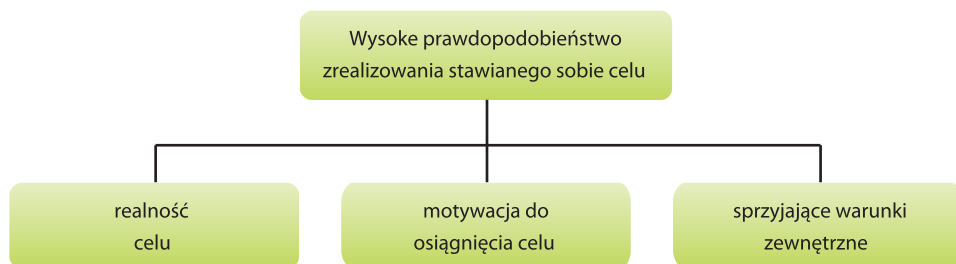 Wysoke prawdopodobieństwo
zrealizowania stawianego sobie celu
realność
celu
motywacja do
osiągnięcia celu
sprzyjające warunki
zewnętrzne